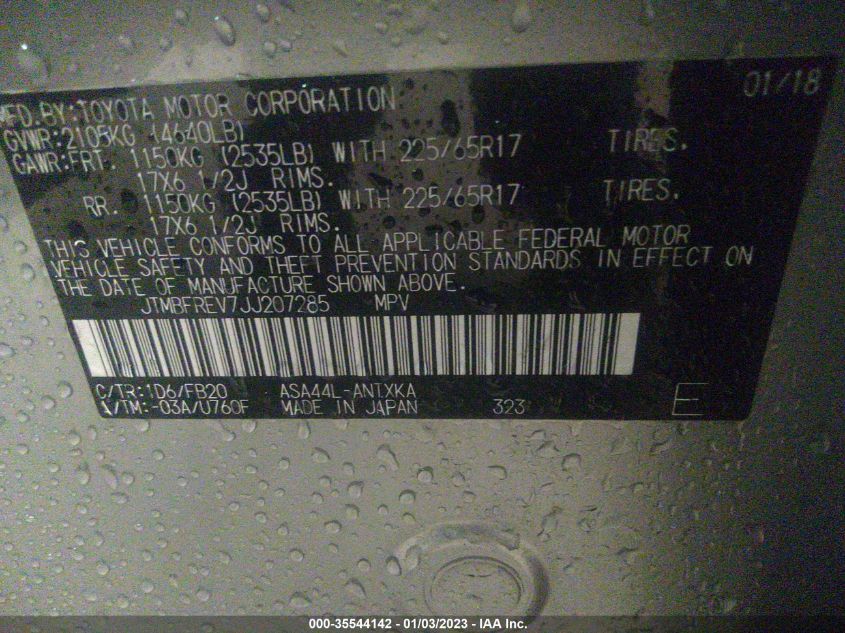 MFD.BY:TOYOTA MOTOR CORPORATION 01/18
GVWR:2105KG (4640LB)
GAWR:FRT. 1150KG (2535LB) WITH 225/65R17 TIRES.
17X6 1/2J RIMS.
RR. 1150KG (2535LB) WITH 225/65R17 TIRES.
17X6 1/2J RIMS.
THIS VEHICLE CONFORMS TO ALL APPLICABLE FEDERAL MOTOR
VEHICLE SAFETY AND THEFT PREVENTION STANDARDS IN EFFECT ON
THE DATE OF MANUFACTURE SHOWN ABOVE.
JTMBFREV7JJ207285 MPV
C/TR:1D6/FB20 ASA44L-ANTXKA
A/TM:-03A/U760F MADE IN JAPAN 323 E
000-35544142 - 01/03/2023 - IAA Inc.